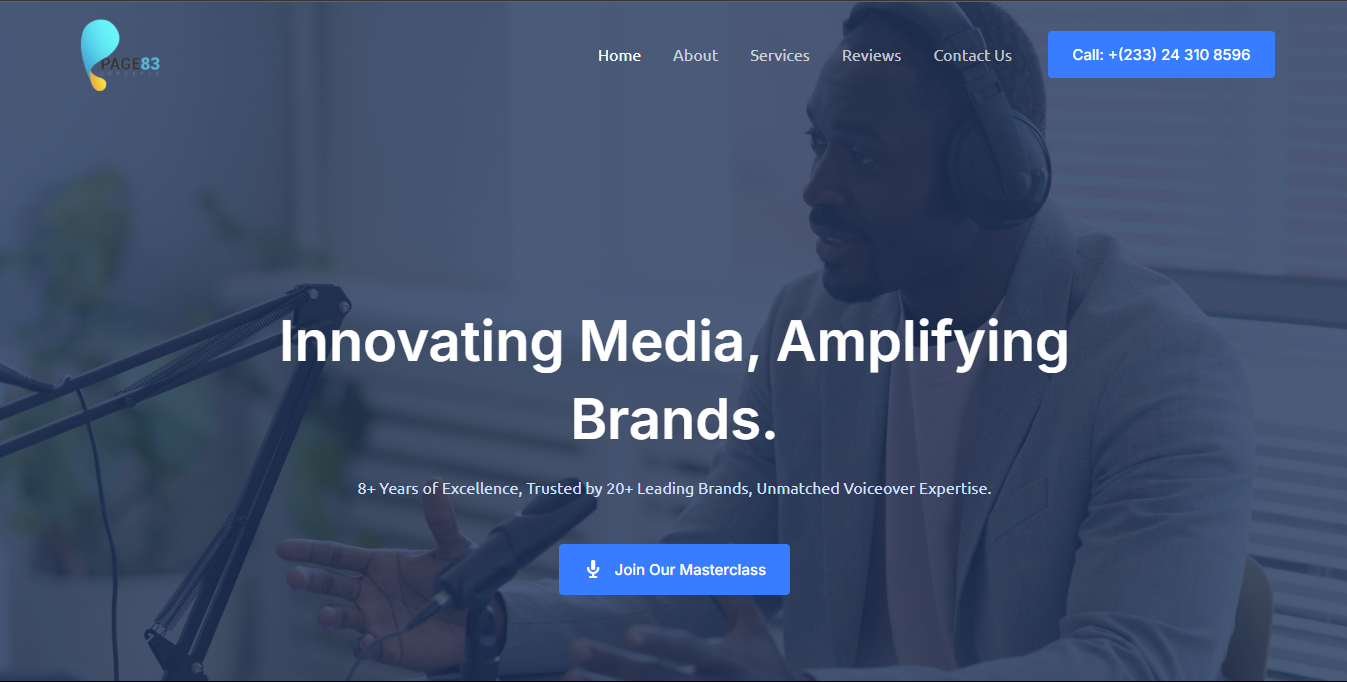 PAGE83
Home About Services Reviews Contact Us Call: +(233) 24 310 8596
Innovating Media, Amplifying
Brands.
8+ Years of Excellence, Trusted by 20+ Leading Brands, Unmatched Voiceover Expertise.
Join Our Masterclass